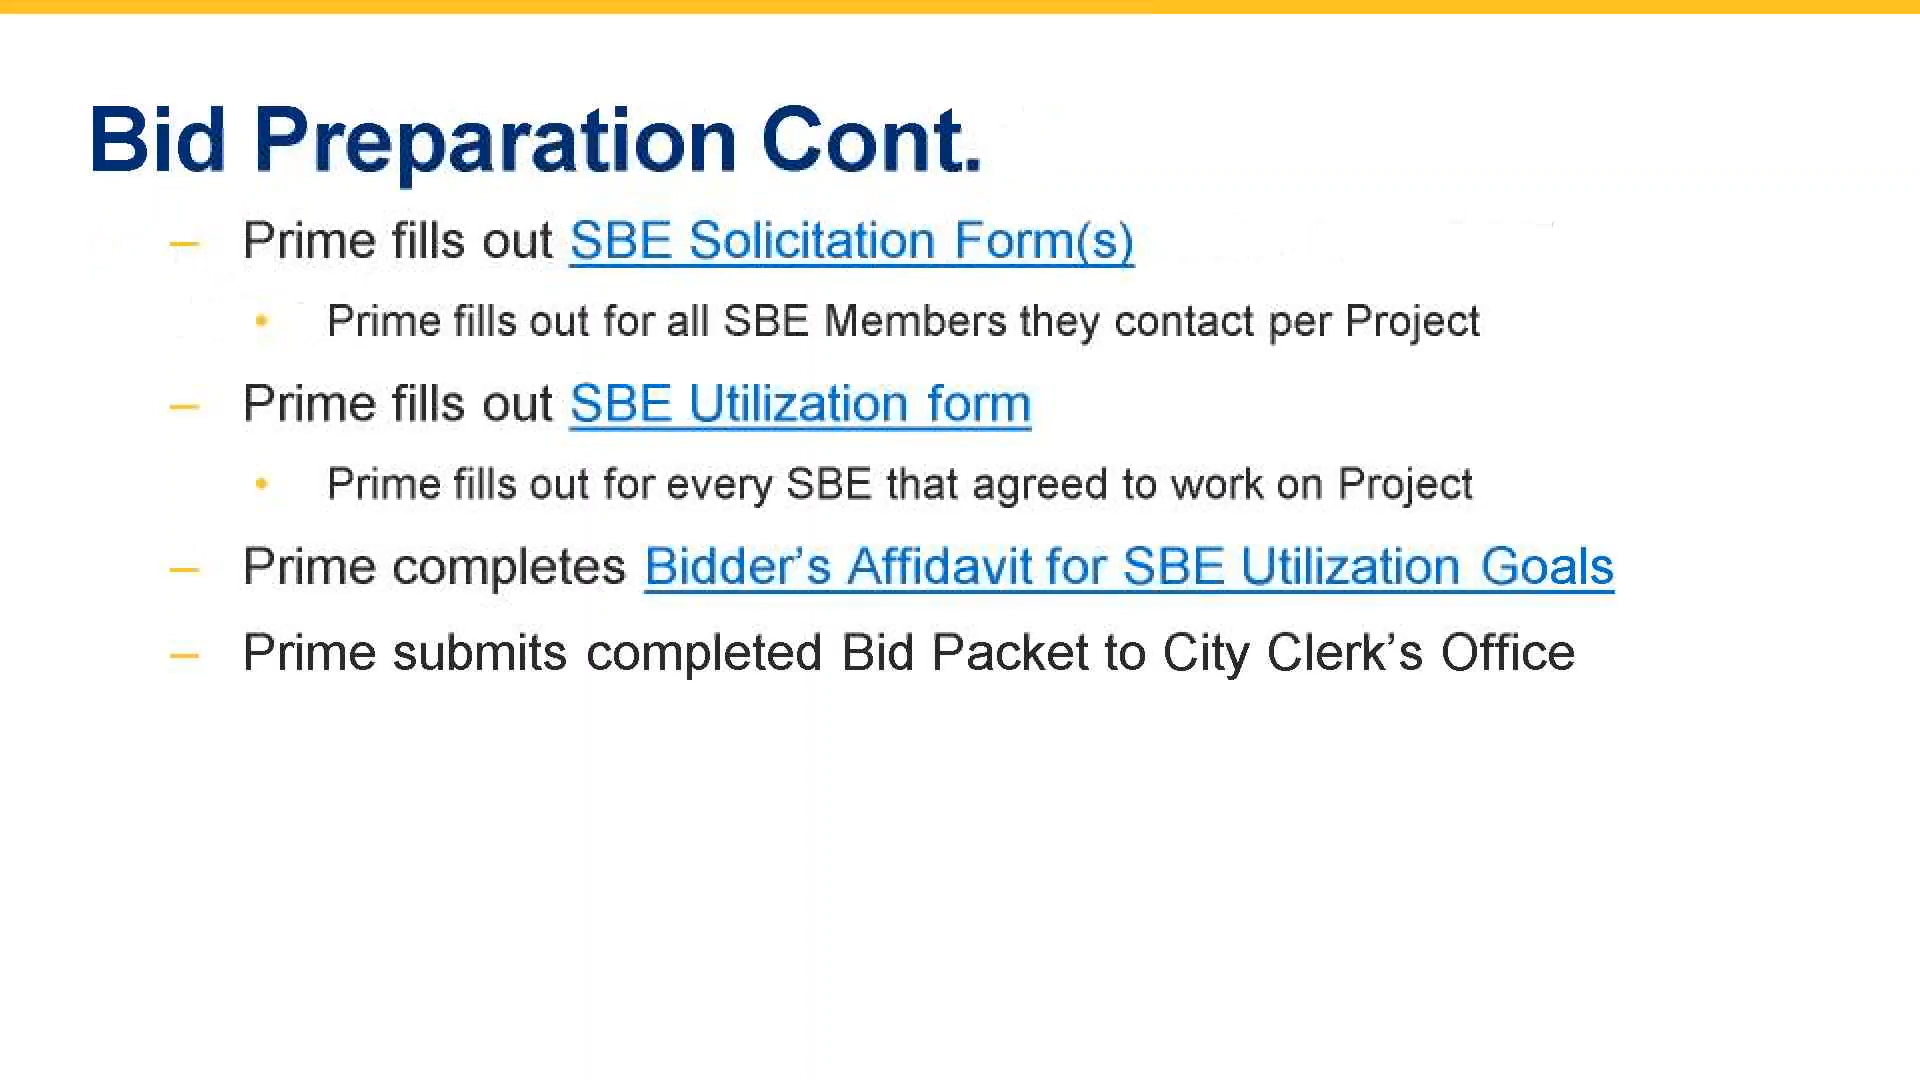 Bid Preparation Cont.
– Prime fills out SBE Solicitation Form(s)
• Prime fills out for all SBE Members they contact per Project
– Prime fills out SBE Utilization form
• Prime fills out for every SBE that agreed to work on Project
– Prime completes Bidder’s Affidavit for SBE Utilization Goals
– Prime submits completed Bid Packet to City Clerk’s Office